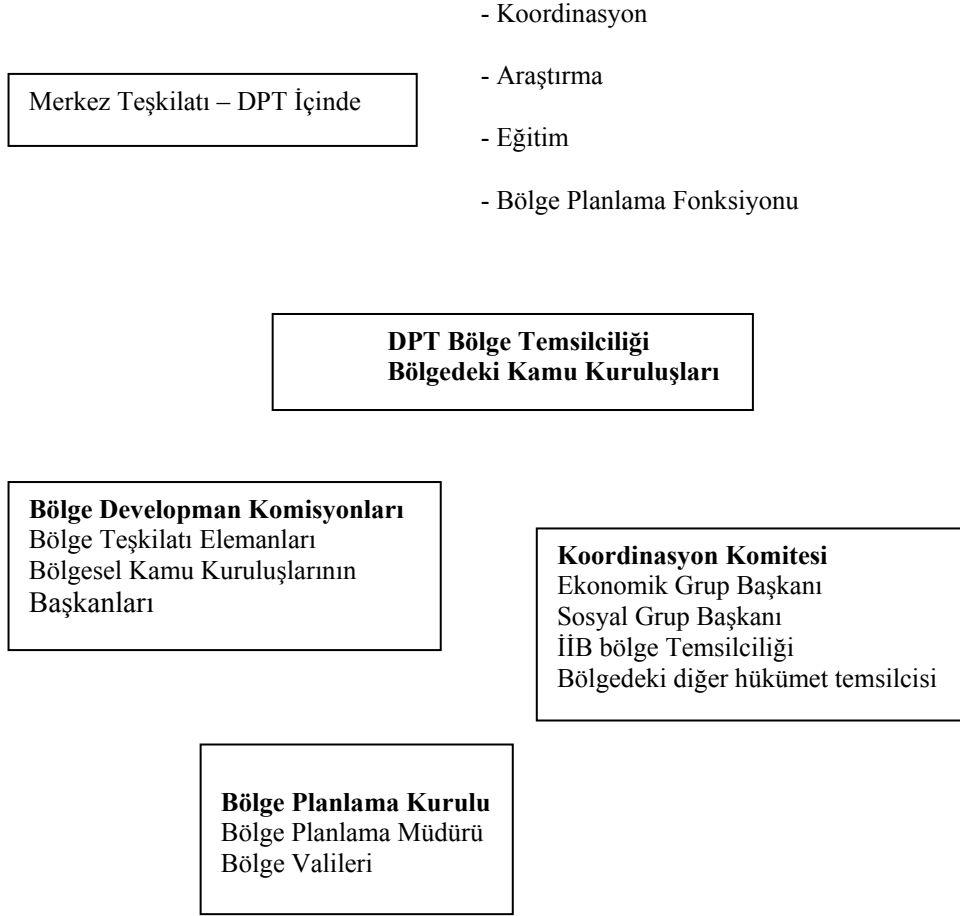 - Koordinasyon
Merkez Teşkilatı – DPT İçinde
- Araştırma
- Eğitim
- Bölge Planlama Fonksiyonu
DPT Bölge Temsilciliği
Bölgedeki Kamu Kuruluşları
Bölge Developman Komisyonları
Bölge Teşkilatı Elemanları
Bölgesel Kamu Kuruluşlarının
Başkanları
Koordinasyon Komitesi
Ekonomik Grup Başkanı
Sosyal Grup Başkanı
İİB bölge Temsilciliği
Bölgedeki diğer hükümet temsilcisi
Bölge Planlama Kurulu
Bölge Planlama Müdürü
Bölge Valileri